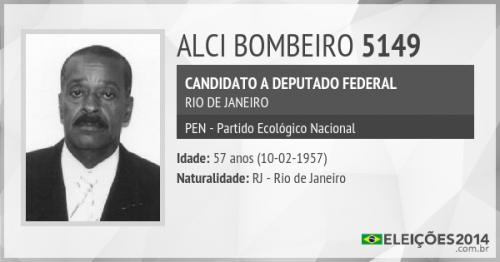 ALCI BOMBEIRO 5149
CANDIDATO A DEPUTADO FEDERAL
RIO DE JANEIRO
PEN - Partido Ecológico Nacional
Idade: 57 anos (10-02-1957)
Naturalidade: RJ - Rio de Janeiro
ELEIÇÕES2014
.com.br